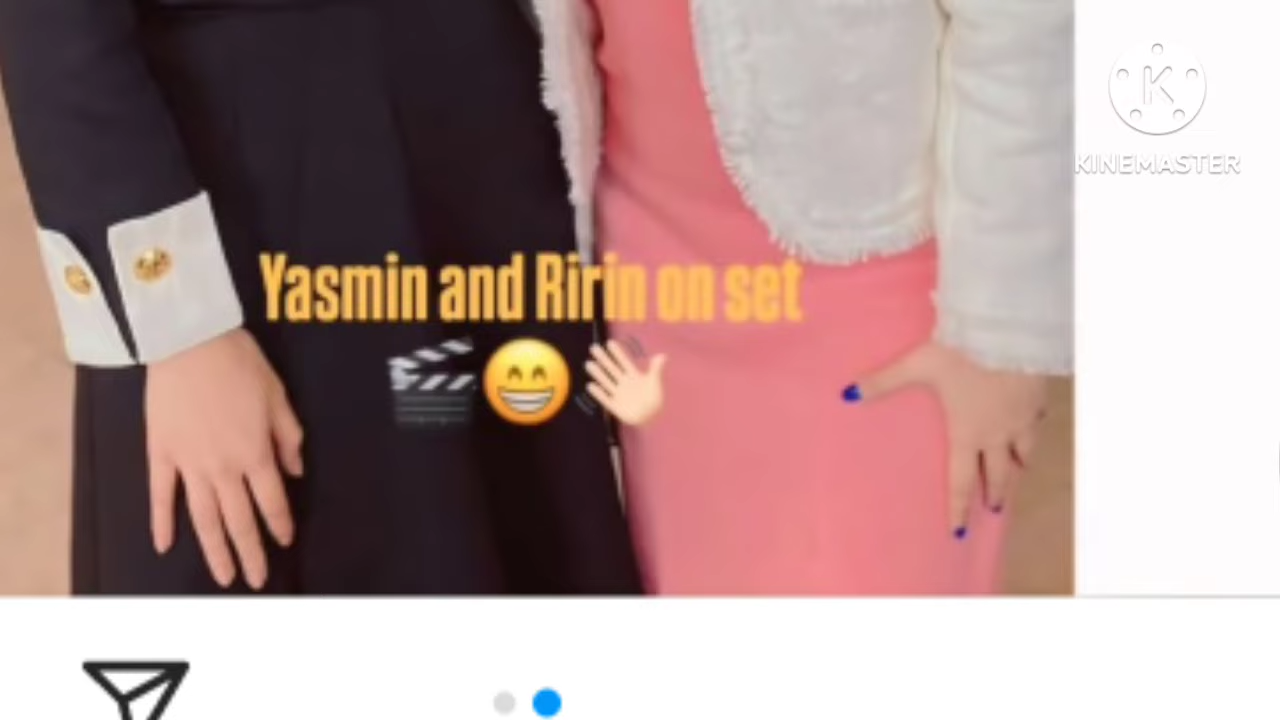 Yasmin and Ririn on set
🎬😁👋🏻
K
KINEMASTER